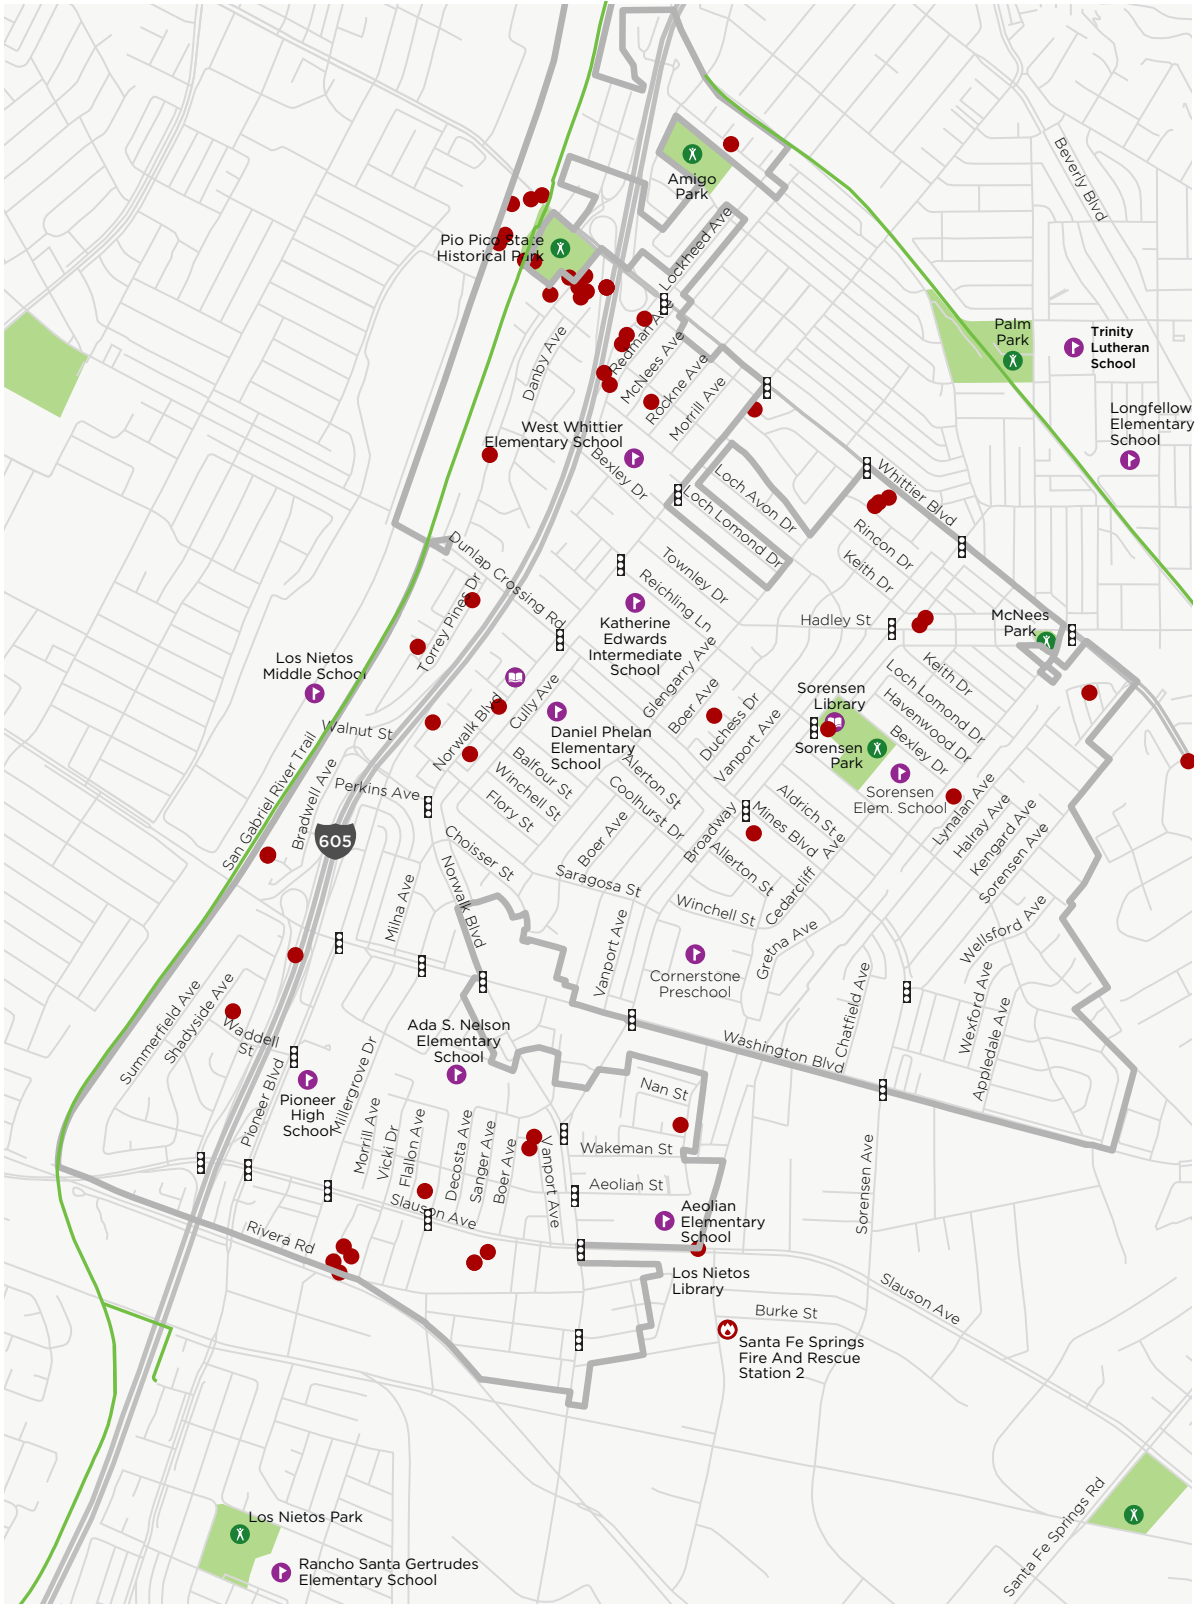 Beverly Blvd
Amigo
Park
Lockheed Ave
Pio Pico State
Historical Park
Palm
Park
Trinity
Lutheran
School
Redman Ave
Danby Ave
McNees Ave
Rockne Ave
Morrill Ave
Longfellow
Elementary
School
West Whittier
Elementary School
Bexley Dr
Loch Avon Dr
Whittier Blvd
Loch Lomond Dr
Rincon Dr
Keith Dr
Dunlap Crossing Rd
Townley Dr
Reichling Ln
Torrey Pines Dr
Katherine
Edwards
Intermediate
School
Hadley St
McNees
Park
Los Nietos
Middle School
Glengarry Ave
Keith Dr
Loch Lomond Dr
Havenwood Dr
Bexley Dr
Boer Ave
Duchess Dr
Vanport Ave
Sorensen
Library
Sorensen
Park
Norwalk Blvd
Cully Ave
Walnut St
Daniel Phelan
Elementary
School
San Gabriel River Trail
Bradwell Ave
Perkins Ave
Balfour St
Winchell St
Flory St
Alerton St
Coolhurst Dr
Sorensen
Elem. School
Aldrich St
Mines Blvd
Broadway
Allerton St
Lynalan Ave
Halray Ave
Kengard Ave
Sorensen Ave
605
Choisser St
Boer Ave
Saragosa St
Cedarcliff Ave
Winchell St
Norwalk Blvd
Milna Ave
Vanport Ave
Gretna Ave
Wellsford Ave
Cornerstone
Preschool
Chatfield Ave
Wexford Ave
Appledale Ave
Summerfield Ave
Shadyside Ave
Waddell
St
Ada S. Nelson
Elementary
School
Washington Blvd
Pioneer Blvd
Pioneer
High
School
Millergrove Dr
Nan St
Morrill Ave
Vicki Dr
Flallon Ave
Decosta Ave
Sanger Ave
Boer Ave
Vanport Ave
Wakeman St
Aeolian St
Sorensen Ave
Slauson Ave
Aeolian
Elementary
School
Rivera Rd
Los Nietos
Library
Slauson Ave
Burke St
Santa Fe Springs
Fire And Rescue
Station 2
Santa Fe Springs Rd
Los Nietos Park
Rancho Santa Gertrudes
Elementary School